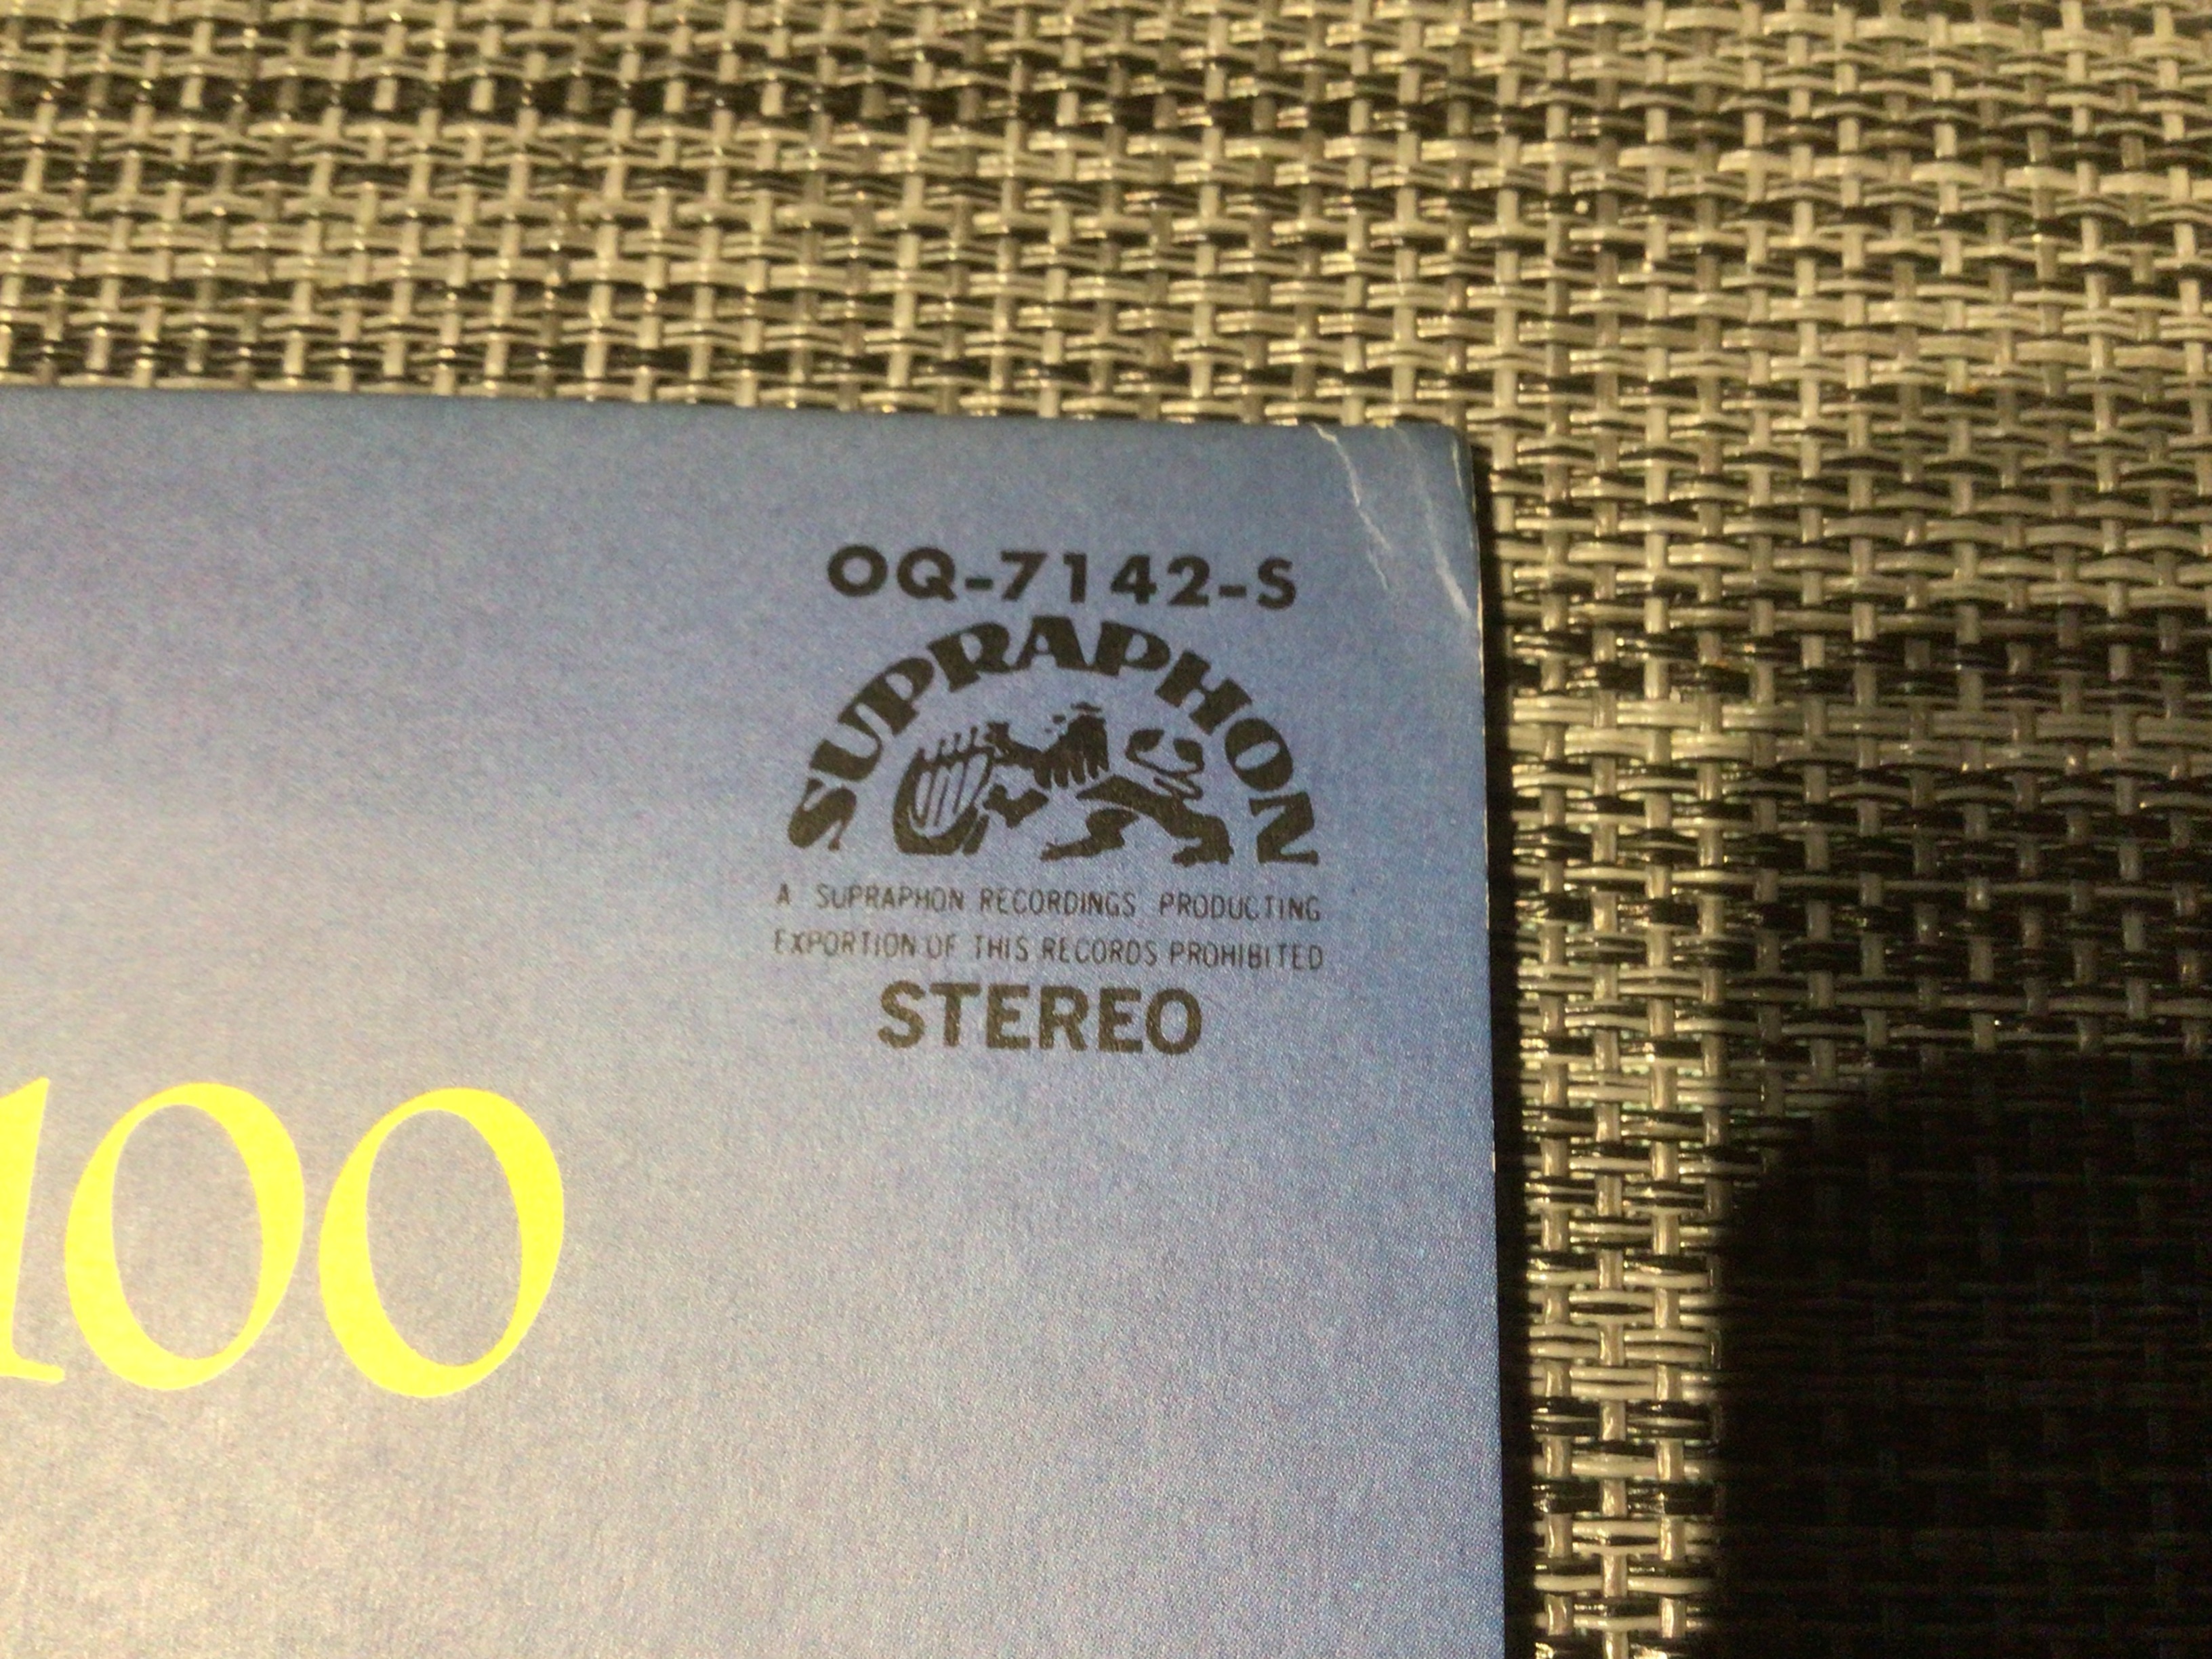 OQ-7142-S
SUPRAPHON
A SUPRAPHON RECORDINGS PRODUCTING
EXPORTION OF THIS RECORDS PROHIBITED
STEREO
100